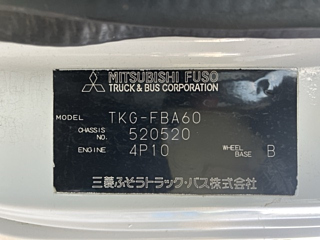 MITSUBISHI FUSO
TRUCK & BUS CORPORATION
MODEL TKG-FBA60
CHASSIS NO. 520520
ENGINE 4P10 WHEEL BASE B
三菱ふそうトラック・バス株式会社